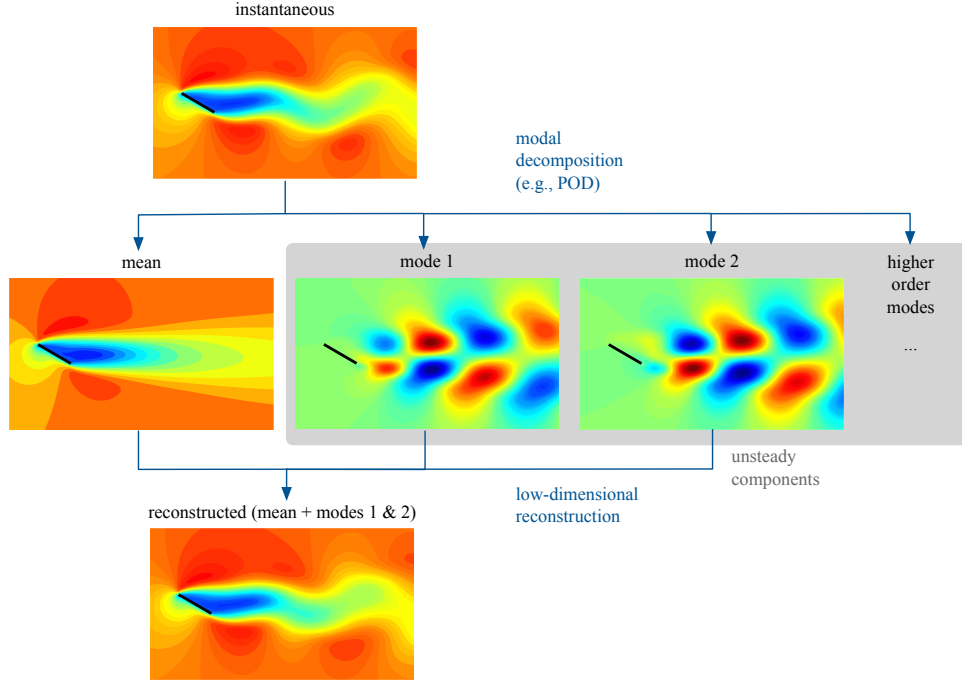 instantaneous
modal
decomposition
(e.g., POD)
mean
mode 1
mode 2
higher
order
modes
...
unsteady
components
low-dimensional
reconstruction
reconstructed (mean + modes 1 & 2)